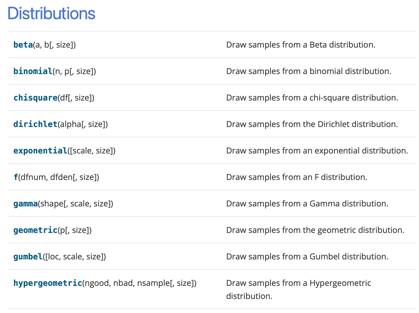 Distributions
beta(a, b[, size]) Draw samples from a Beta distribution.
binomial(n, p[, size]) Draw samples from a binomial distribution.
chisquare(df[, size]) Draw samples from a chi-square distribution.
dirichlet(alpha[, size]) Draw samples from the Dirichlet distribution.
exponential([scale, size]) Draw samples from an exponential distribution.
f(dfnum, dfden[, size]) Draw samples from an F distribution.
gamma(shape[, scale, size]) Draw samples from a Gamma distribution.
geometric(p[, size]) Draw samples from the geometric distribution.
gumbel([loc, scale, size]) Draw samples from a Gumbel distribution.
hypergeometric(ngood, nbad, nsample[, size]) Draw samples from a Hypergeometric
distribution.